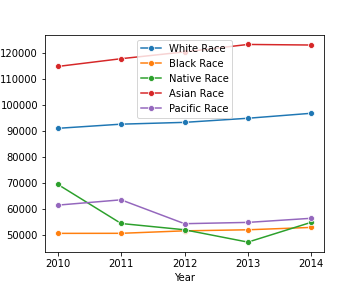 120000
110000
100000
90000
80000
70000
60000
50000
White Race
Black Race
Native Race
Asian Race
Pacific Race
2010 2011 2012 2013 2014
Year